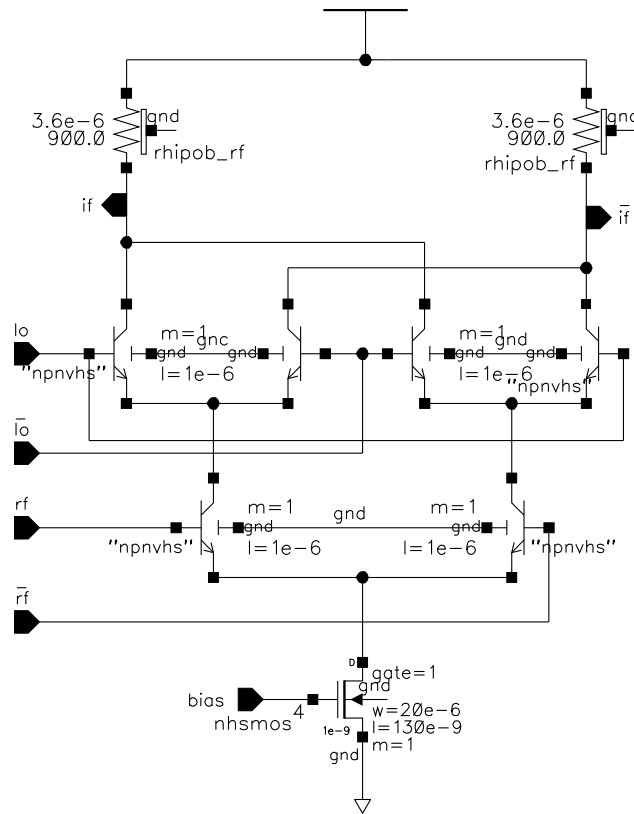 3.6e-6 gnd
900.0
rhipob_rf
3.6e-6 gnd
900.0
rhipob_rf
if
if
lo
m=1
gnc
gnd gnd
"npnvhs"
l=1e-6
m=1
gnd
gnd gnd
l=1e-6
"npnvhs"
lo
rf
m=1
gnd
m=1
gnd gnd
"npnvhs"
l=1e-6
l=1e-6
"npnvhs"
rf
D
gate=1
gnd
bias
4
nhsmos
w=20e-6
1e-9
l=130e-9
m=1
gnd